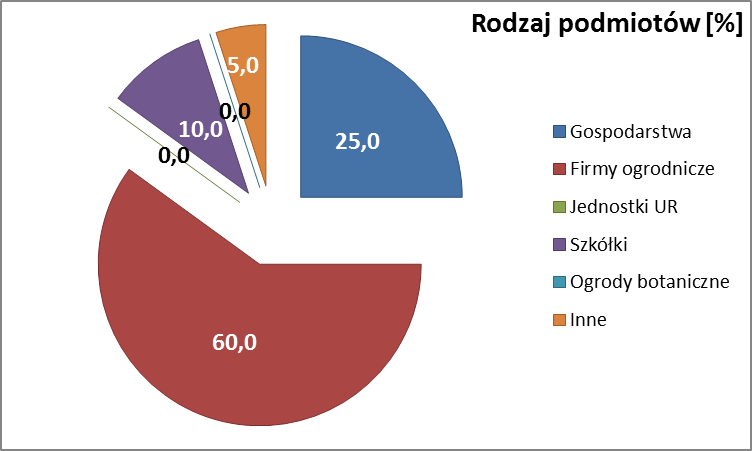 Rodzaj podmiotów [%]
5,0
0,0
10,0
0,0
25,0
60,0
Gospodarstwa
Firmy ogrodnicze
Jednostki UR
Szkółki
Ogrody botaniczne
Inne